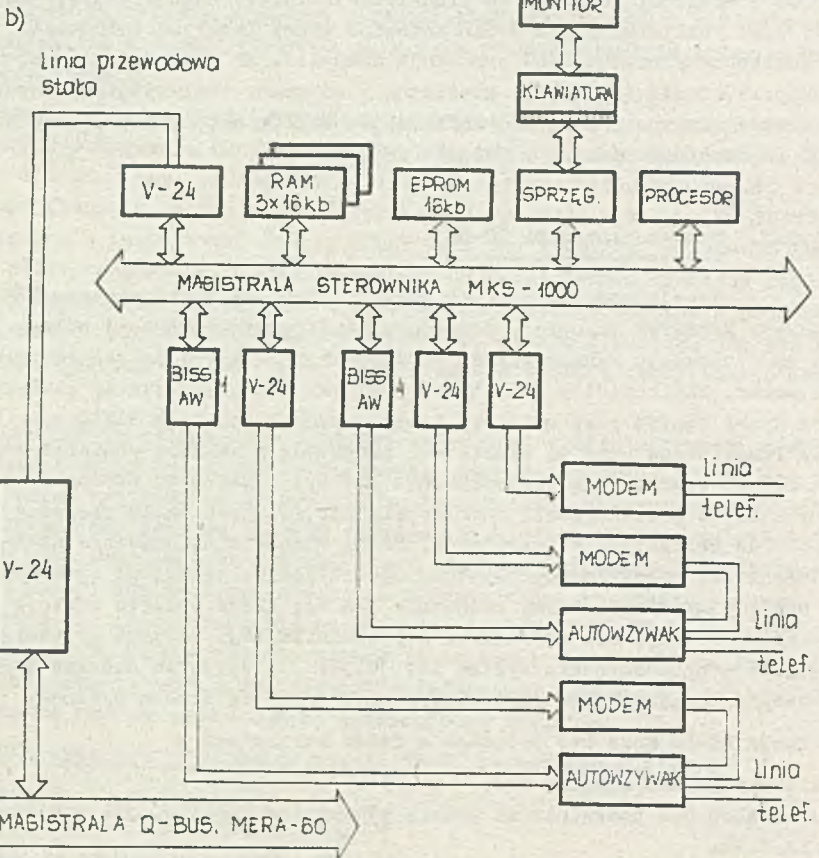 b)
MONITOR
linia przewodowa
stała
KLAWIATURA
V-24
RAM
3x16kb
EPROM
16kb
SPRZĘG.
PROCESOR
MAGISTRALA STEROWNIKA MKS-1000
BISS
AW
V-24
BISS
AW
V-24
V-24
MODEM
linia
telef.
V-24
MODEM
AUTOWZYWAK
linia
telef.
MODEM
AUTOWZYWAK
linia
telef.
MAGISTRALA Q-BUS. MERA-60